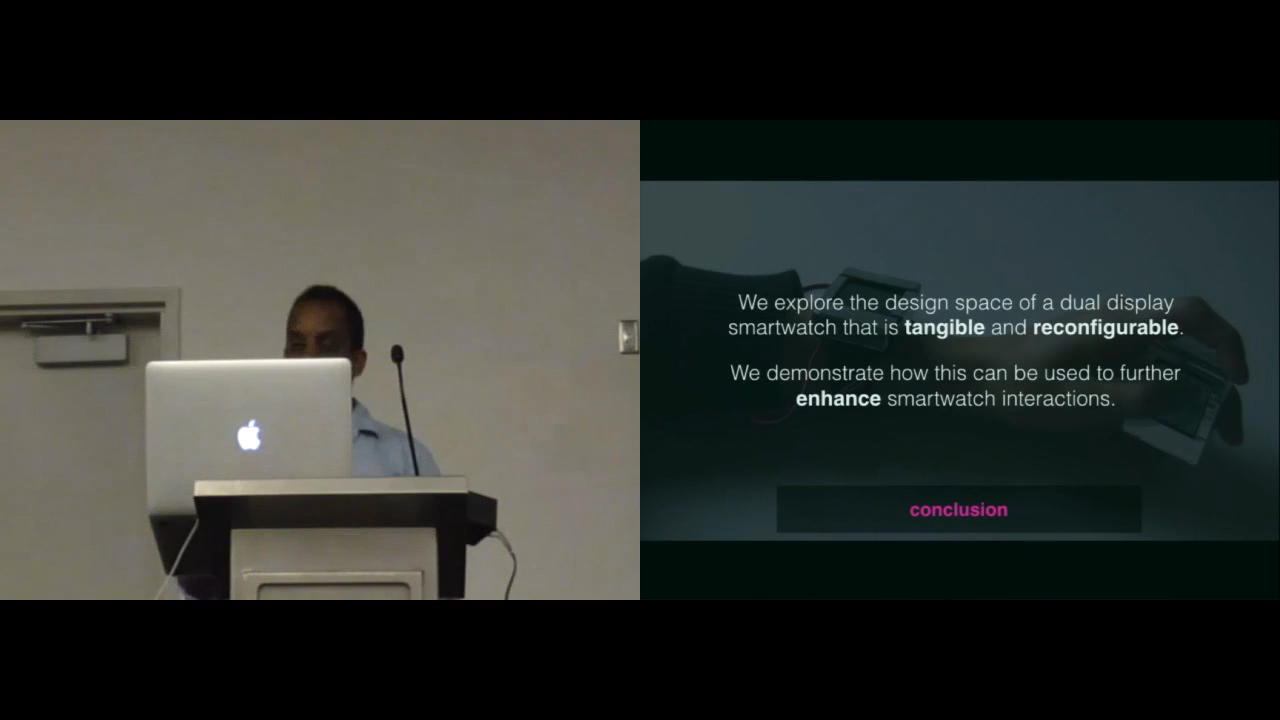 We explore the design space of a dual display
smartwatch that is tangible and reconfigurable.
We demonstrate how this can be used to further
enhance smartwatch interactions.
conclusion